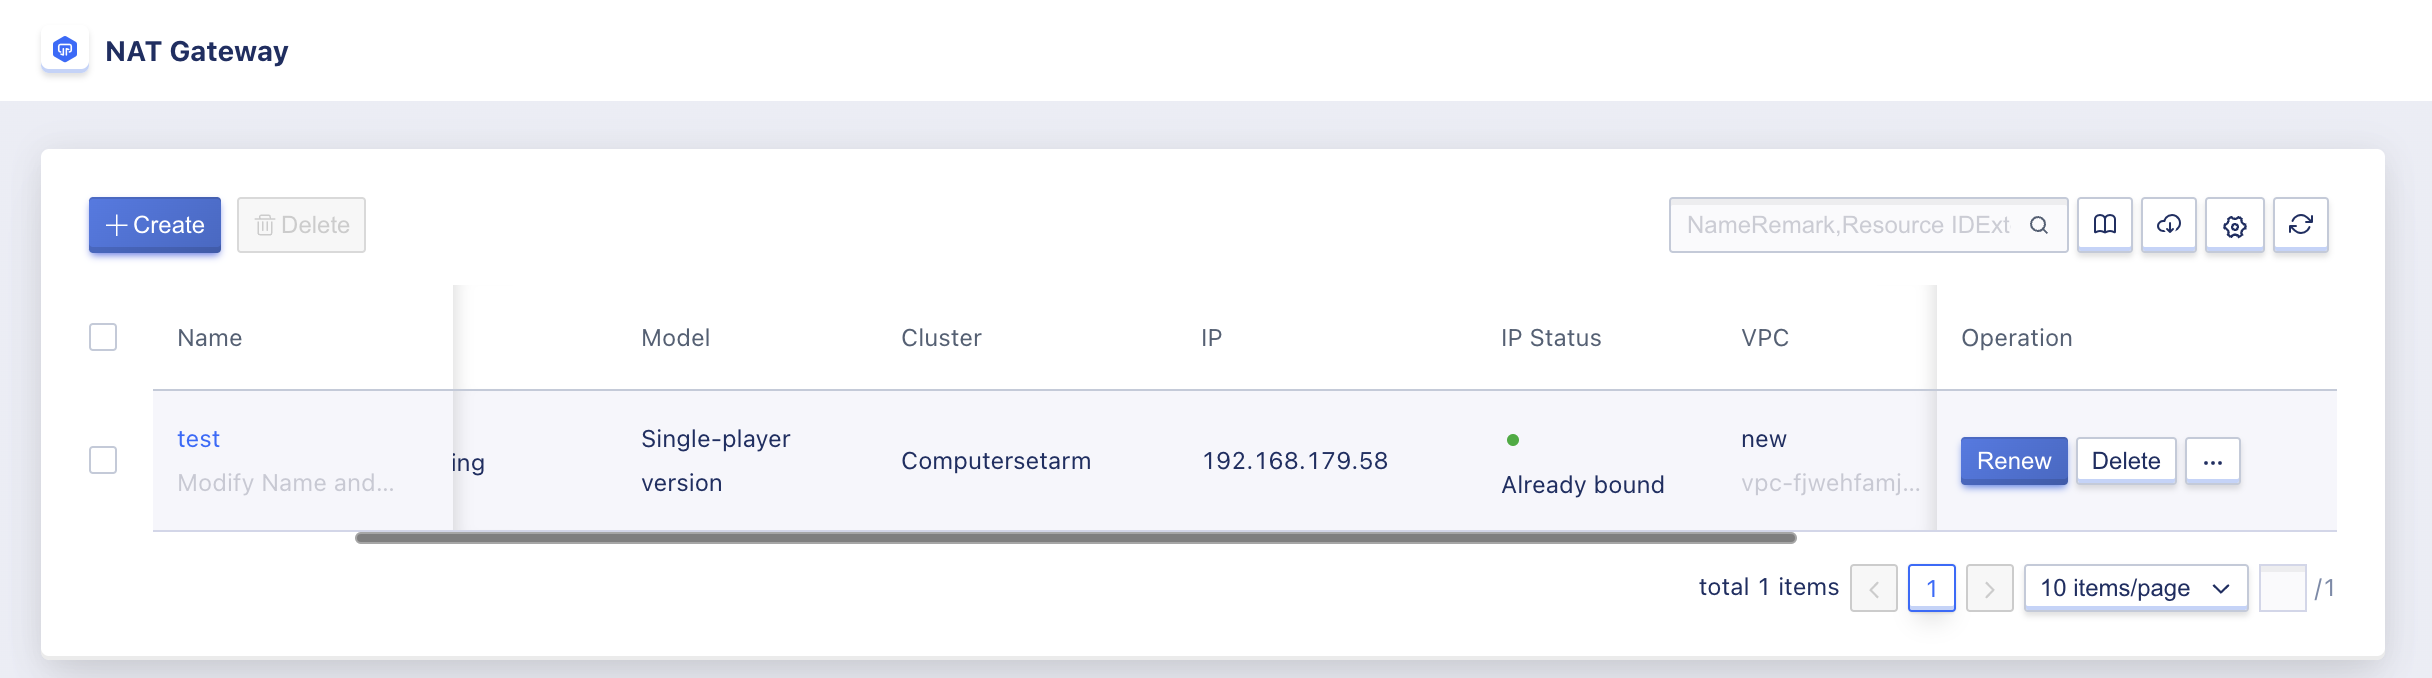 NAT Gateway
Create
Delete
NameRemark,Resource IDExt
Name
Model
Cluster
IP
IP Status
VPC
Operation
test
Modify Name and...
ing
Single-player
version
Computersetarm
192.168.179.58
Already bound
new
vpc-fjwehfamj...
Renew
Delete
...
total 1 items
1
10 items/page
/1